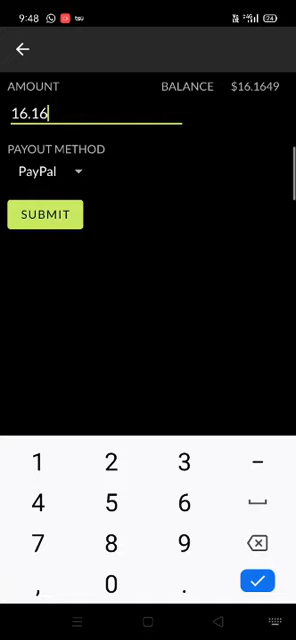 9:48 tsu 24
AMOUNT BALANCE $16.1649
16.16
PAYOUT METHOD
PayPal
SUBMIT
1 2 3 –
4 5 6
7 8 9
, 0 .